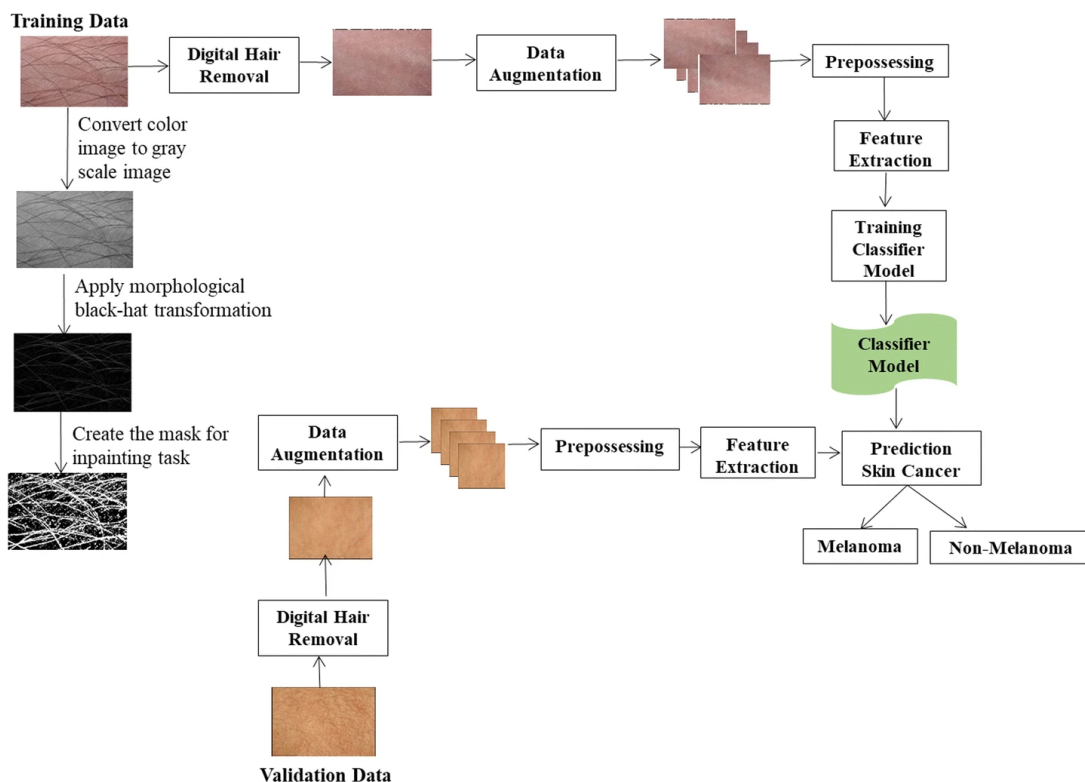 Training Data
Digital Hair
Removal
Data
Augmentation
Prepossessing
Convert color
image to gray
scale image
Feature
Extraction
Training
Classifier
Model
Apply morphological
black-hat transformation
Classifier
Model
Create the mask for
inpainting task
Data
Augmentation
Prepossessing
Feature
Extraction
Prediction
Skin Cancer
Melanoma
Non-Melanoma
Digital Hair
Removal
Validation Data